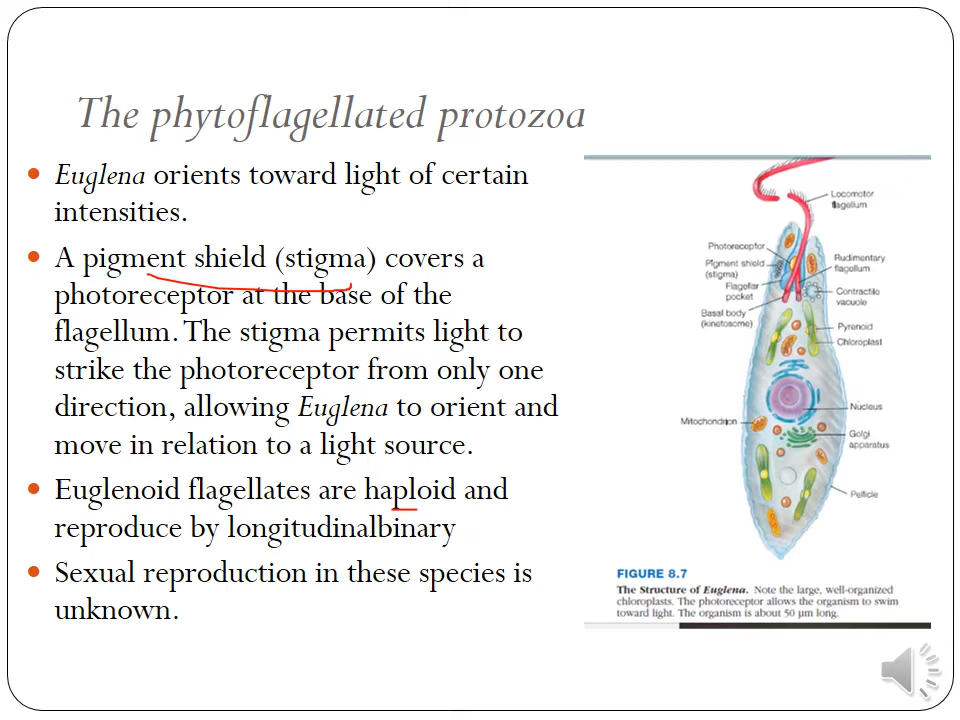 The phytoflagellated protozoa
Euglena orients toward light of certain
intensities.
A pigment shield (stigma) covers a
photoreceptor at the base of the
flagellum. The stigma permits light to
strike the photoreceptor from only one
direction, allowing Euglena to orient and
move in relation to a light source.
Euglenoid flagellates are haploid and
reproduce by longitudinalbinary
Sexual reproduction in these species is
unknown.
Locomotor
flagellum
Photoreceptor
Pigment shield
(stigma)
Flagellar
pocket
Basal body
(kinetosome)
Rudimentary
flagellum
Contractile
vacuole
Pyrenoid
Chloroplast
Nucleus
Mitochondrion
Golgi
apparatus
Pellicle
FIGURE 8.7
The Structure of Euglena. Note the large, well-organized
chloroplasts. The photoreceptor allows the organism to swim
toward light. The organism is about 50 µm long.